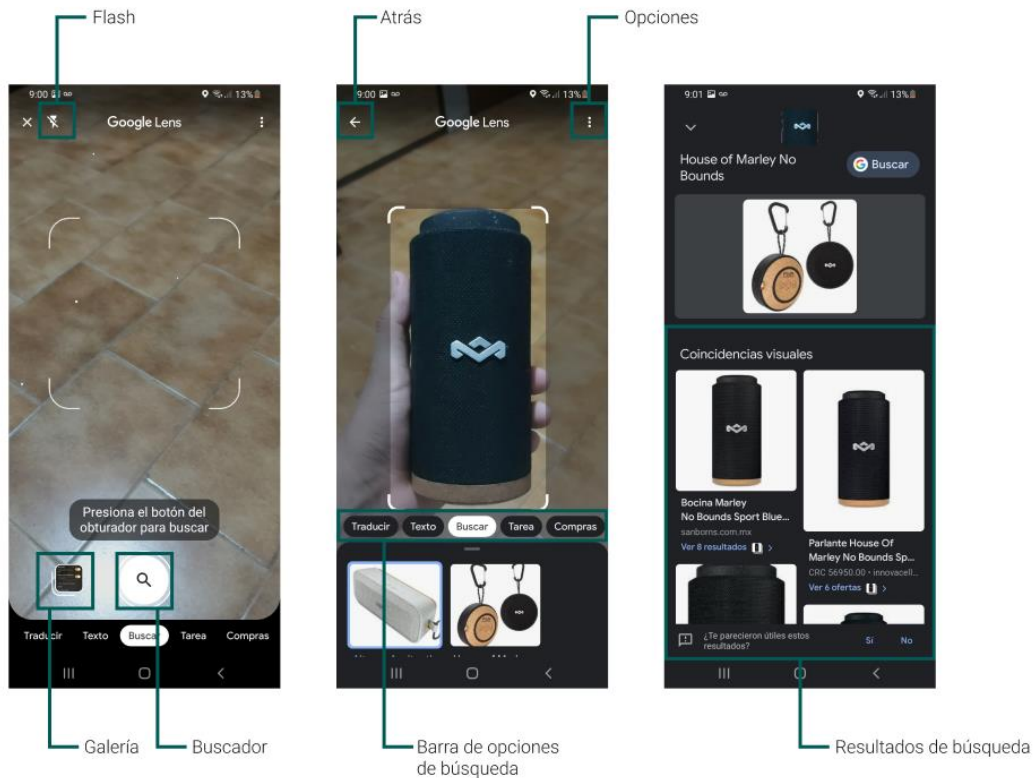 Flash
Atrás
Opciones
9:00
13%
Google Lens
Presiona el botón del
obturador para buscar
Traducir Texto Buscar Tarea Compras
Galería
Buscador
9:00
13%
Google Lens
Traducir Texto Buscar Tarea Compras
Barra de opciones
de búsqueda
9:01
13%
House of Marley No
Bounds
Buscar
Coincidencias visuales
Bocina Marley
No Bounds Sport Blue...
sanborns.com.mx
Ver 8 resultados
Parlante House Of
Marley No Bounds Sp...
CRC 56950.00 · innovacell...
Ver 6 ofertas
¿Te parecieron útiles estos
resultados?
Sí No
Resultados de búsqueda